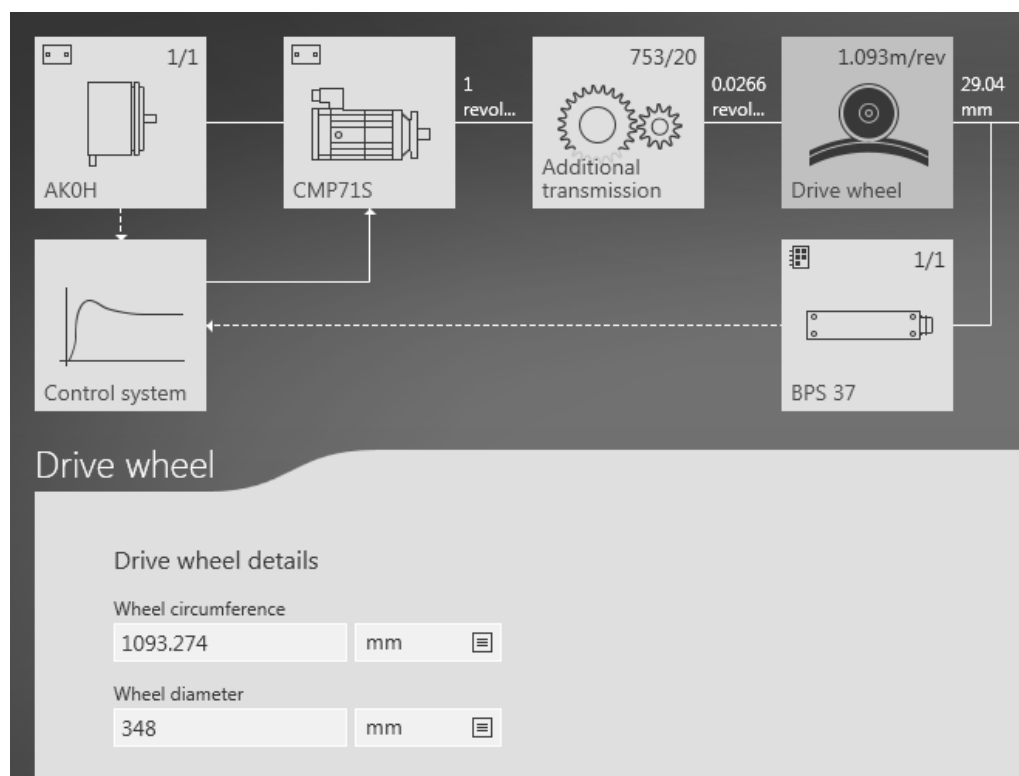 1/1
AK0H
CMP71S
1
revol...
753/20
Additional
transmission
0.0266
revol...
1.093m/rev
Drive wheel
29.04
mm
Control system
1/1
BPS 37
Drive wheel
Drive wheel details
Wheel circumference
1093.274 mm
Wheel diameter
348 mm